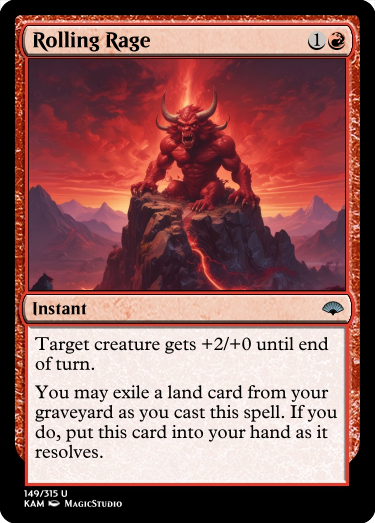 Rolling Rage 1
Instant
Target creature gets +2/+0 until end
of turn.
You may exile a land card from your
graveyard as you cast this spell. If you
do, put this card into your hand as it
resolves.
149/315 U
KAM MagicStudio